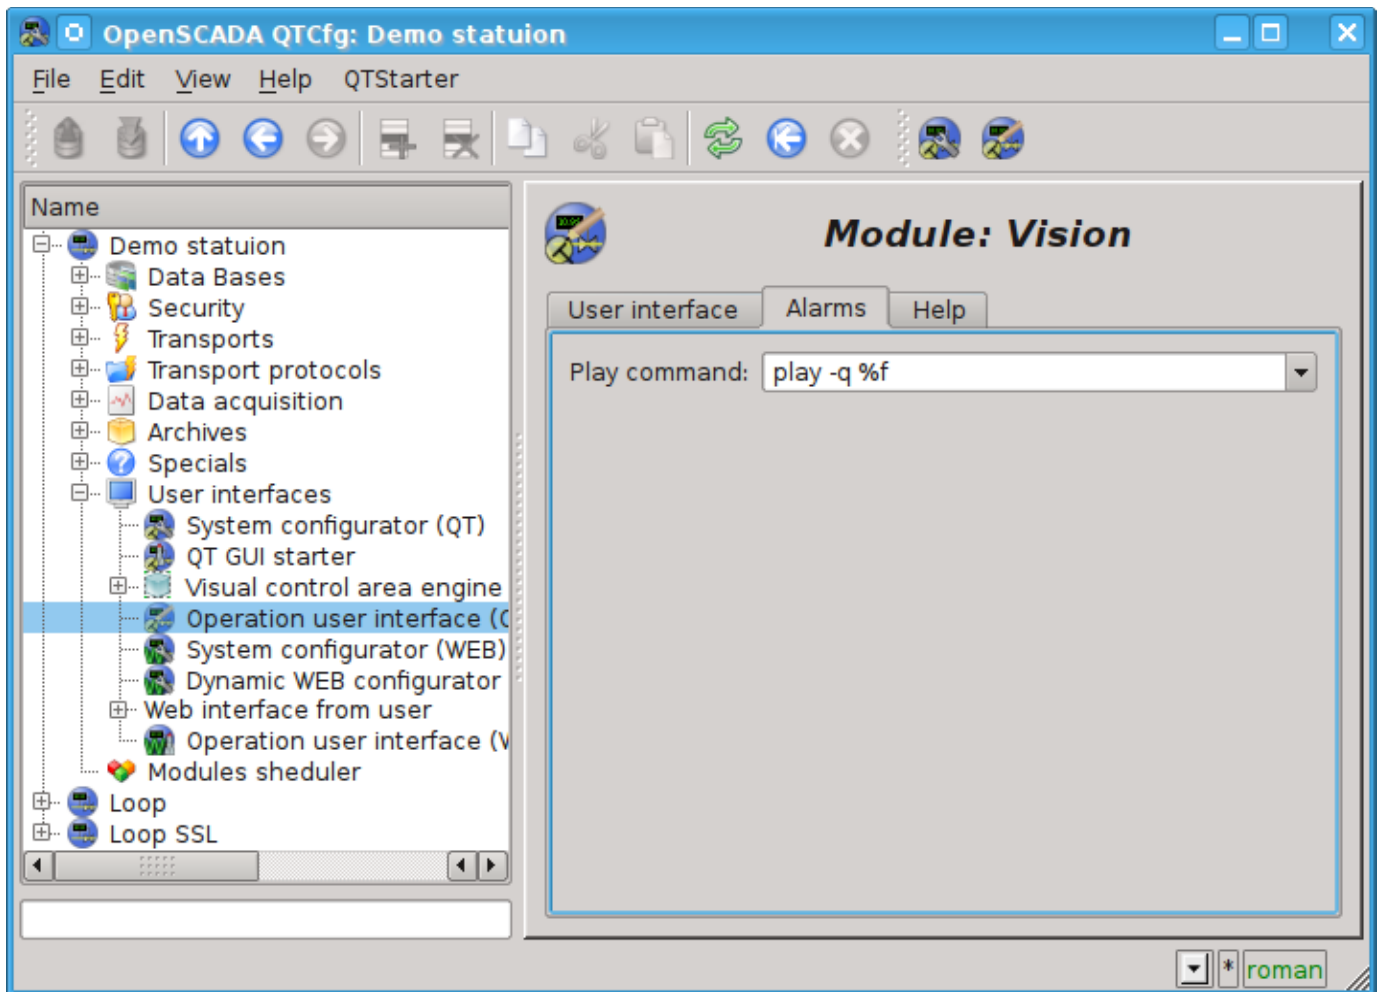 OpenSCADA QTCfg: Demo statuion
File Edit View Help QTStarter
Name
Demo statuion
Data Bases
Security
Transports
Transport protocols
Data acquisition
Archives
Specials
User interfaces
System configurator (QT)
QT GUI starter
Visual control area engine
Operation user interface (
System configurator (WEB)
Dynamic WEB configurator
Web interface from user
Operation user interface (
Modules sheduler
Loop
Loop SSL
Module: Vision
User interface Alarms Help
Play command: play -q %f
* roman